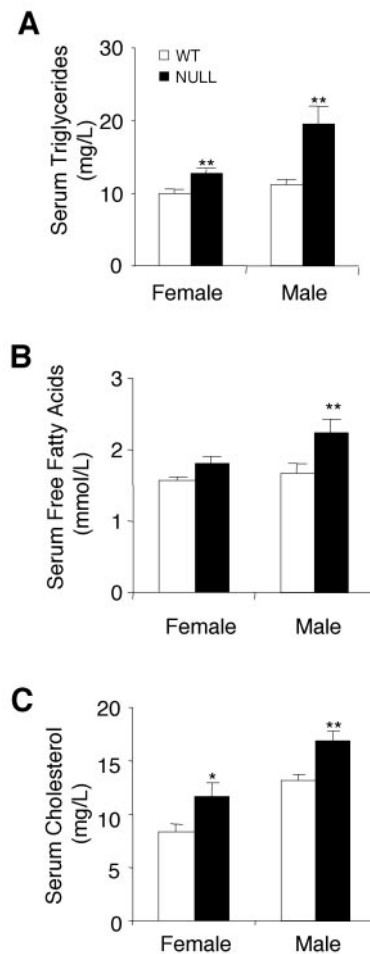 A
Serum Triglycerides
(mg/L)
30
20
10
0
WT
NULL
**
**
Female Male
B
Serum Free Fatty Acids
(mmol/L)
3
2
1
0
**
Female Male
C
Serum Cholesterol
(mg/L)
20
15
10
5
0
*
**
Female Male